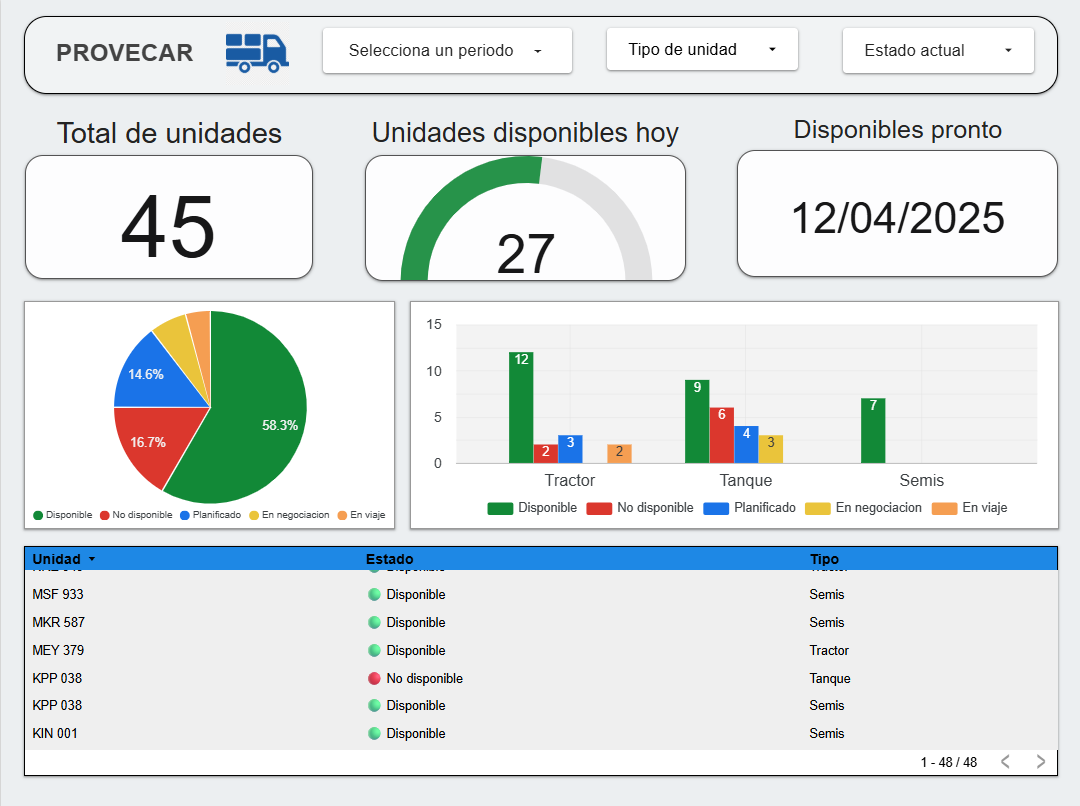 PROVECAR
Selecciona un periodo
Tipo de unidad
Estado actual
Total de unidades
Unidades disponibles hoy
Disponibles pronto
45
27
12/04/2025
58.3%
16.7%
14.6%
Disponible No disponible Planificado En negociacion En viaje
15
10
5
0
12
2
3
2
9
6
4
3
7
Tractor Tanque Semis
Disponible No disponible Planificado En negociacion En viaje
Unidad Estado Tipo
MSF 933 Disponible Semis
MKR 587 Disponible Semis
MEY 379 Disponible Tractor
KPP 038 No disponible Tanque
KPP 038 Disponible Semis
KIN 001 Disponible Semis
1 - 48 / 48